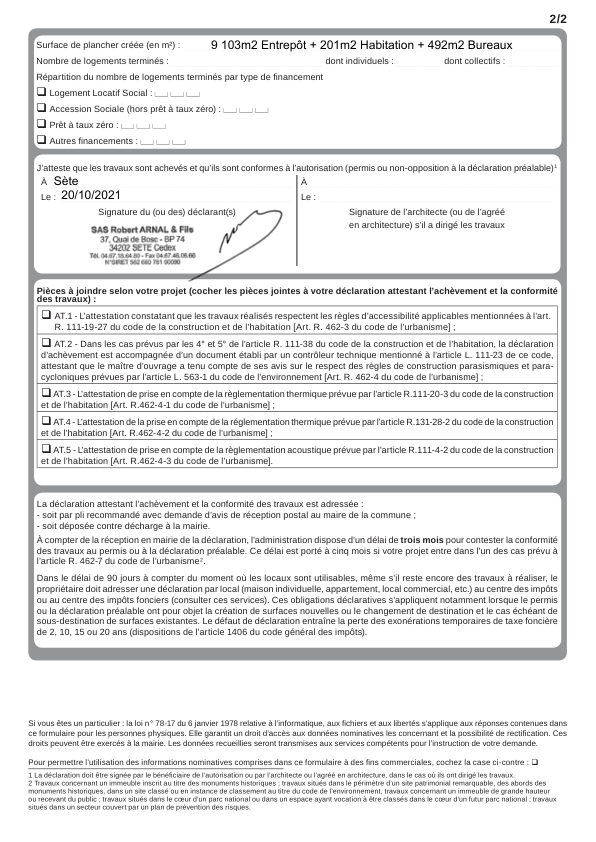 2/2
Surface de plancher créée (en m²) : 9 103m2 Entrepôt + 201m2 Habitation + 492m2 Bureaux
Nombre de logements terminés : dont individuels : dont collectifs :
Répartition du nombre de logements terminés par type de financement
❑ Logement Locatif Social :
❑ Accession Sociale (hors prêt à taux zéro) :
❑ Prêt à taux zéro :
❑ Autres financements :
J'atteste que les travaux sont achevés et qu'ils sont conformes à l'autorisation (permis ou non-opposition à la déclaration préalable)¹
À Sète
Le : 20/10/2021
Signature du (ou des) déclarant(s)
SAS Robert ARNAL & Fils
37, Quai de Bosc - BP 74
34202 SETE Cedex
À
Le :
Signature de l'architecte (ou de l'agréé
en architecture) s'il a dirigé les travaux
Pièces à joindre selon votre projet (cocher les pièces jointes à votre déclaration attestant l'achèvement et la conformité
des travaux) :
❑ AT.1 - L'attestation constatant que les travaux réalisés respectent les règles d'accessibilité applicables mentionnées à l'art.
R. 111-19-27 du code de la construction et de l'habitation [Art. R. 462-3 du code de l'urbanisme] ;
❑ AT.2 - Dans les cas prévus par les 4° et 5° de l'article R. 111-38 du code de la construction et de l'habitation, la déclaration
d'achèvement est accompagnée d'un document établi par un contrôleur technique mentionné à l'article L. 111-23 de ce code,
attestant que le maître d'ouvrage a tenu compte de ses avis sur le respect des règles de construction parasismiques et para-
cycloniques prévues par l'article L. 563-1 du code de l'environnement [Art. R. 462-4 du code de l'urbanisme] ;
❑ AT.3 - L'attestation de prise en compte de la règlementation thermique prévue par l'article R.111-20-3 du code de la construction
et de l'habitation [Art. R.462-4-1 du code de l'urbanisme] ;
❑ AT.4 - L'attestation de la prise en compte de la réglementation thermique prévue par l'article R.131-28-2 du code de la construction
et de l'habitation [Art. R.462-4-2 du code de l'urbanisme] ;
❑ AT.5 - L'attestation de prise en compte de la règlementation acoustique prévue par l'article R.111-4-2 du code de la construction
et de l'habitation [Art. R.462-4-3 du code de l'urbanisme].
La déclaration attestant l'achèvement et la conformité des travaux est adressée :
- soit par pli recommandé avec demande d'avis de réception postal au maire de la commune ;
- soit déposée contre décharge à la mairie.
À compter de la réception en mairie de la déclaration, l'administration dispose d'un délai de trois mois pour contester la conformité
des travaux au permis ou à la déclaration préalable. Ce délai est porté à cinq mois si votre projet entre dans l'un des cas prévu à
l'article R. 462-7 du code de l'urbanisme².
Dans le délai de 90 jours à compter du moment où les locaux sont utilisables, même s'il reste encore des travaux à réaliser, le
propriétaire doit adresser une déclaration par local (maison individuelle, appartement, local commercial, etc.) au centre des impôts
ou au centre des impôts fonciers (consulter ces services). Ces obligations déclaratives s'appliquent notamment lorsque le permis
ou la déclaration préalable ont pour objet la création de surfaces nouvelles ou le changement de destination et le cas échéant de
sous-destination de surfaces existantes. Le défaut de déclaration entraîne la perte des exonérations temporaires de taxe foncière
de 2, 10, 15 ou 20 ans (dispositions de l'article 1406 du code général des impôts).
Si vous êtes un particulier : la loi n° 78-17 du 6 janvier 1978 relative à l'informatique, aux fichiers et aux libertés s'applique aux réponses contenues dans
ce formulaire pour les personnes physiques. Elle garantit un droit d'accès aux données nominatives les concernant et la possibilité de rectification. Ces
droits peuvent être exercés à la mairie. Les données recueillies seront transmises aux services compétents pour l'instruction de votre demande.
Pour permettre l'utilisation des informations nominatives comprises dans ce formulaire à des fins commerciales, cochez la case ci-contre : ❑
1 La déclaration doit être signée par le bénéficiaire de l'autorisation ou par l'architecte ou l'agréé en architecture, dans le cas où ils ont dirigé les travaux.
2 Travaux concernant un immeuble inscrit au titre des monuments historiques ; travaux situés dans le périmètre d'un site patrimonial remarquable, des abords des
monuments historiques, dans un site classé ou en instance de classement au titre du code de l'environnement, travaux concernant un immeuble de grande hauteur
ou recevant du public ; travaux situés dans le cœur d'un parc national ou dans un espace ayant vocation à être classés dans le cœur d'un futur parc national ; travaux
situés dans un secteur couvert par un plan de prévention des risques.